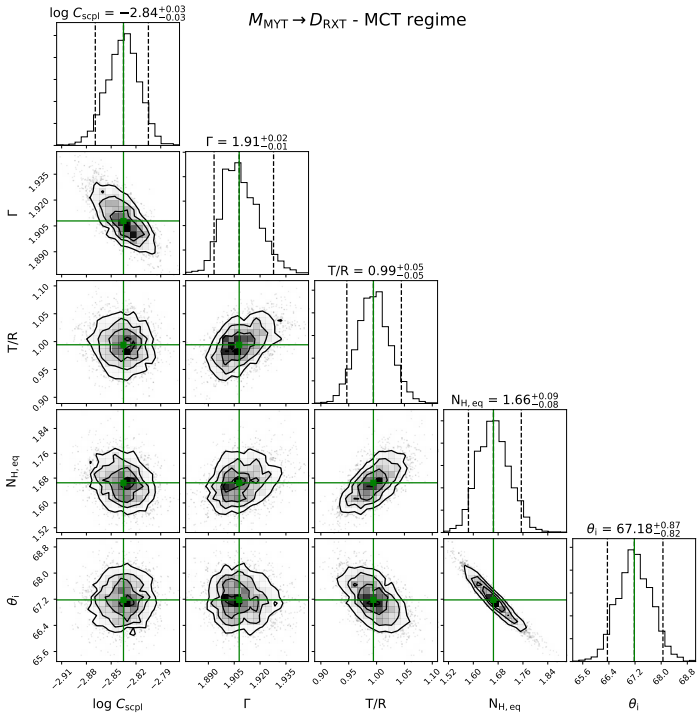 log C_scpl = −2.84^{+0.03}_{−0.03}
M_MYT → D_RXT - MCT regime
Γ = 1.91^{+0.02}_{−0.01}
1.935
1.920
1.905
1.890
Γ
T/R = 0.99^{+0.05}_{−0.05}
1.10
1.05
1.00
0.95
0.90
T/R
N_{H, eq} = 1.66^{+0.09}_{−0.08}
1.84
1.76
1.68
1.60
1.52
N_{H, eq}
θ_i = 67.18^{+0.87}_{−0.82}
68.8
68.0
67.2
66.4
65.6
θ_i
−2.91 −2.88 −2.85 −2.82 −2.79 1.890 1.905 1.920 1.935 0.90 0.95 1.00 1.05 1.10 1.52 1.60 1.68 1.76 1.84 65.6 66.4 67.2 68.0 68.8
log C_scpl Γ T/R N_{H, eq} θ_i